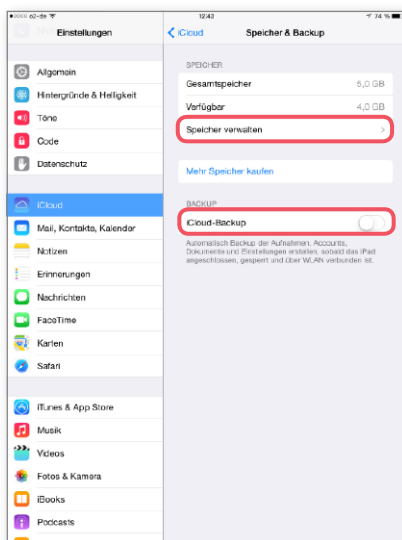 o2-de
12:43
74 %
Einstellungen
iCloud
Speicher & Backup
Allgemein
Hintergründe & Helligkeit
Töne
Code
Datenschutz
iCloud
Mail, Kontakte, Kalender
Notizen
Erinnerungen
Nachrichten
FaceTime
Karten
Safari
iTunes & App Store
Musik
Videos
Fotos & Kamera
iBooks
Podcasts
SPEICHER
Gesamtspeicher 5,0 GB
Verfügbar 4,0 GB
Speicher verwalten
Mehr Speicher kaufen
BACKUP
iCloud-Backup
Automatisch Backup der Aufnahmen, Accounts,
Dokumente und Einstellungen erstellen, sobald das iPad
angeschlossen, gesperrt und über WLAN verbunden ist.